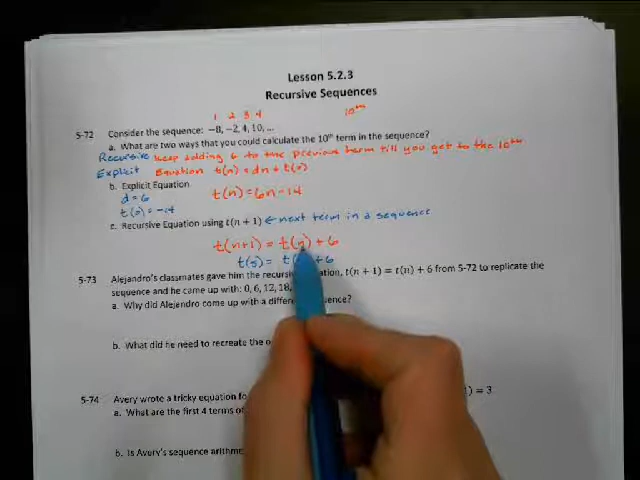 Lesson 5.2.3
Recursive Sequences
1 2 3 4 10th
5-72 Consider the sequence: −8, −2, 4, 10, ...
a. What are two ways that you could calculate the 10th term in the sequence?
Recursive keep adding 6 to the previous term till you get to the 10th
Explicit Equation t(n) = dn + t(0)
b. Explicit Equation
d = 6 t(n) = 6n - 14
t(0) = -14
c. Recursive Equation using t(n + 1) ← next term in a sequence
t(n+1) = t(n) + 6
t(5) = t( +6
5-73 Alejandro's classmates gave him the recursive equation, t(n + 1) = t(n) + 6 from 5-72 to replicate the
sequence and he came up with: 0, 6, 12, 18,
a. Why did Alejandro come up with a different sequence?
b. What did he need to recreate the
5-74 Avery wrote a tricky equation = 3
a. What are the first 4 terms of
b. Is Avery's sequence